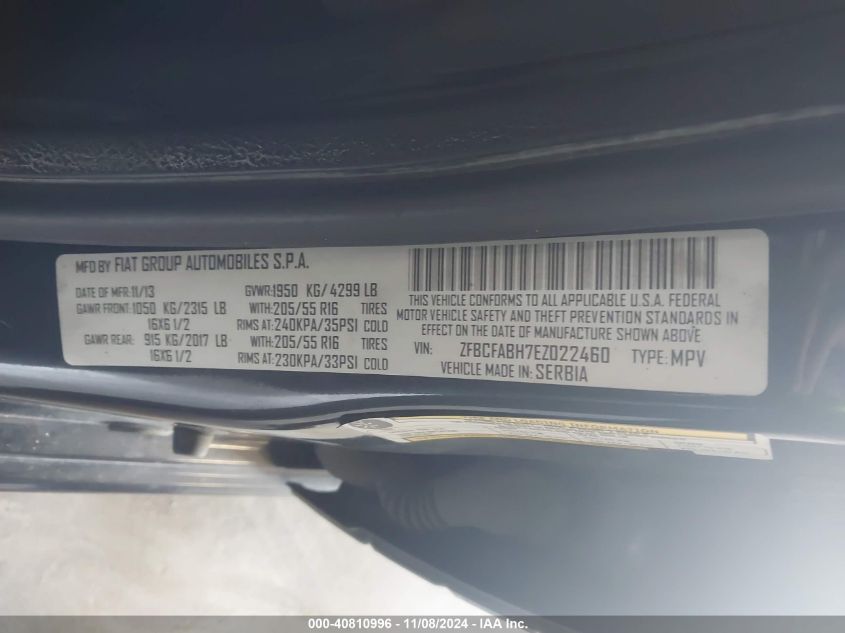 MFD BY FIAT GROUP AUTOMOBILES S.P.A.
DATE OF MFR: 11/13 GVWR: 1950 KG/ 4299 LB
GAWR FRONT: 1050 KG/2315 LB WITH: 205/55 R16 TIRES
16X6 1/2 RIMS AT: 240KPA/35PSI COLD
GAWR REAR: 915 KG/2017 LB WITH: 205/55 R16 TIRES
16X6 1/2 RIMS AT: 230KPA/33PSI COLD
THIS VEHICLE CONFORMS TO ALL APPLICABLE U.S.A. FEDERAL
MOTOR VEHICLE SAFETY AND THEFT PREVENTION STANDARDS IN
EFFECT ON THE DATE OF MANUFACTURE SHOWN ABOVE
VIN: ZFBCFABH7EZ022460 TYPE: MPV
VEHICLE MADE IN SERBIA
TIRE AND LOADING INFORMATION
000-40810996 - 11/08/2024 - IAA Inc.